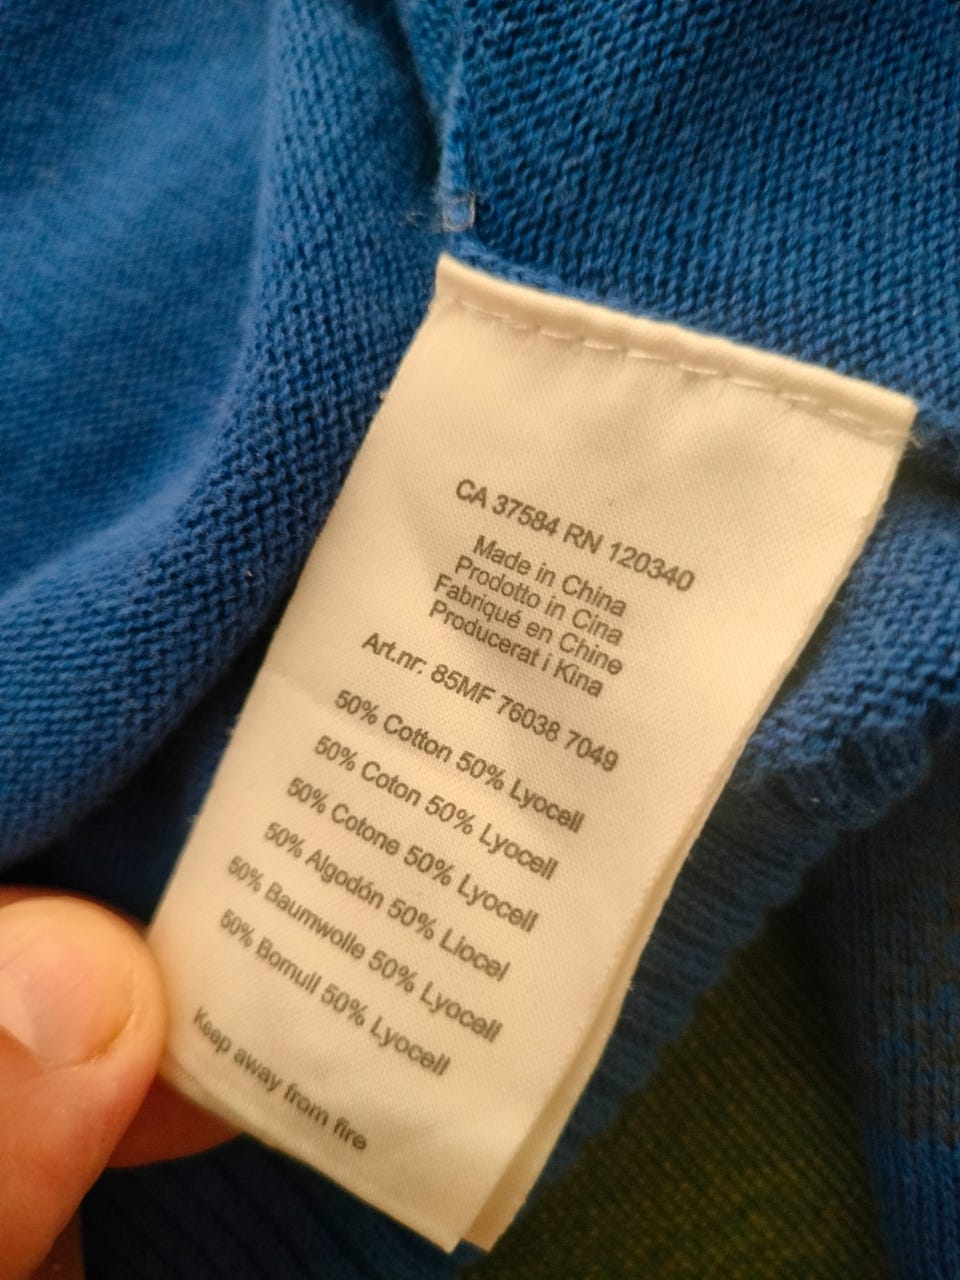 CA 37584 RN 120340
Made in China
Prodotto in Cina
Fabriqué en Chine
Producerat i Kina
Art.nr. 85MF 76038 7049
50% Cotton 50% Lyocell
50% Coton 50% Lyocell
50% Cotone 50% Lyocell
50% Algodón 50% Liocel
50% Baumwolle 50% Lyocell
50% Bomull 50% Lyocell
Keep away from fire